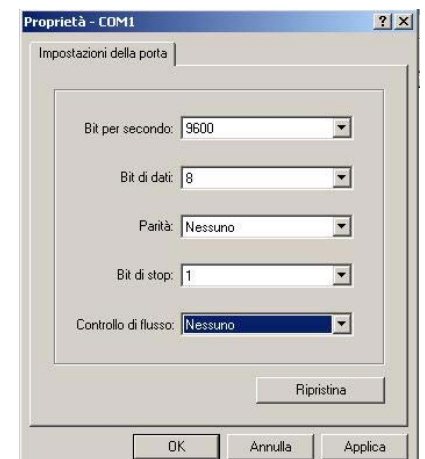 Proprietà - COM1
Impostazioni della porta
Bit per secondo: 9600
Bit di dati: 8
Parità: Nessuno
Bit di stop: 1
Controllo di flusso: Nessuno
Ripristina
OK Annulla Applica